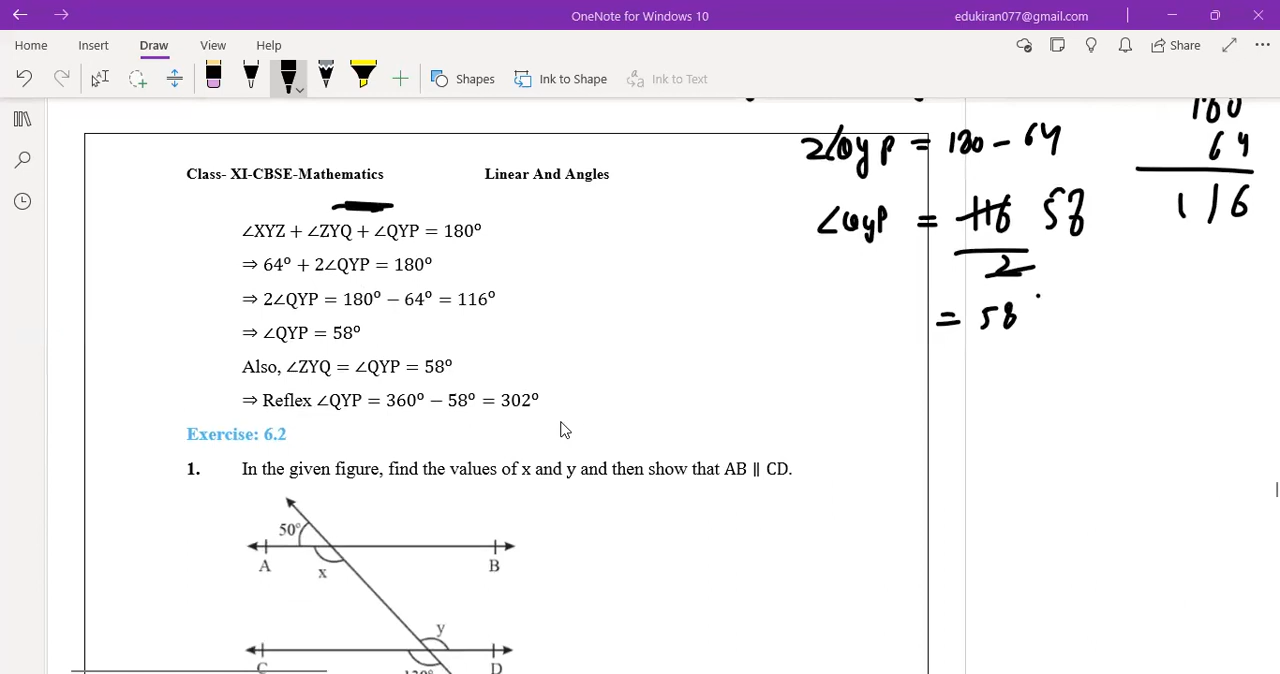 OneNote for Windows 10
edukiran077@gmail.com
Home Insert Draw View Help
Share
Shapes Ink to Shape Ink to Text
180
64
116
2∠QYP = 180 - 64
∠QYP = 116 58
2
= 58°
Class- XI-CBSE-Mathematics Linear And Angles
∠XYZ + ∠ZYQ + ∠QYP = 180°
⇒ 64° + 2∠QYP = 180°
⇒ 2∠QYP = 180° − 64° = 116°
⇒ ∠QYP = 58°
Also, ∠ZYQ = ∠QYP = 58°
⇒ Reflex ∠QYP = 360° − 58° = 302°
Exercise: 6.2
1. In the given figure, find the values of x and y and then show that AB ∥ CD.
50°
A B
x
y
C D
130°